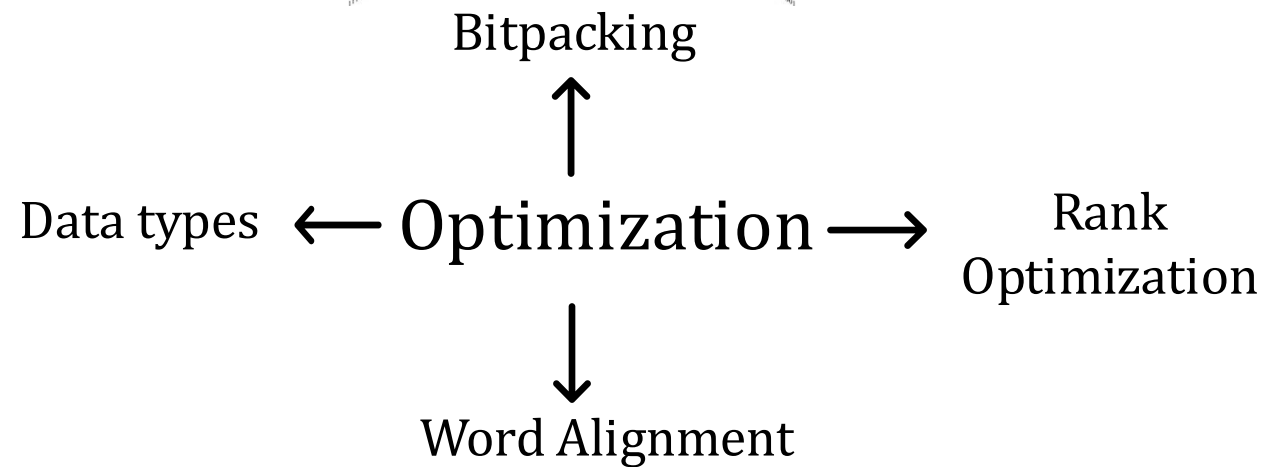 Bitpacking
Data types
Optimization
Rank
Optimization
Word Alignment